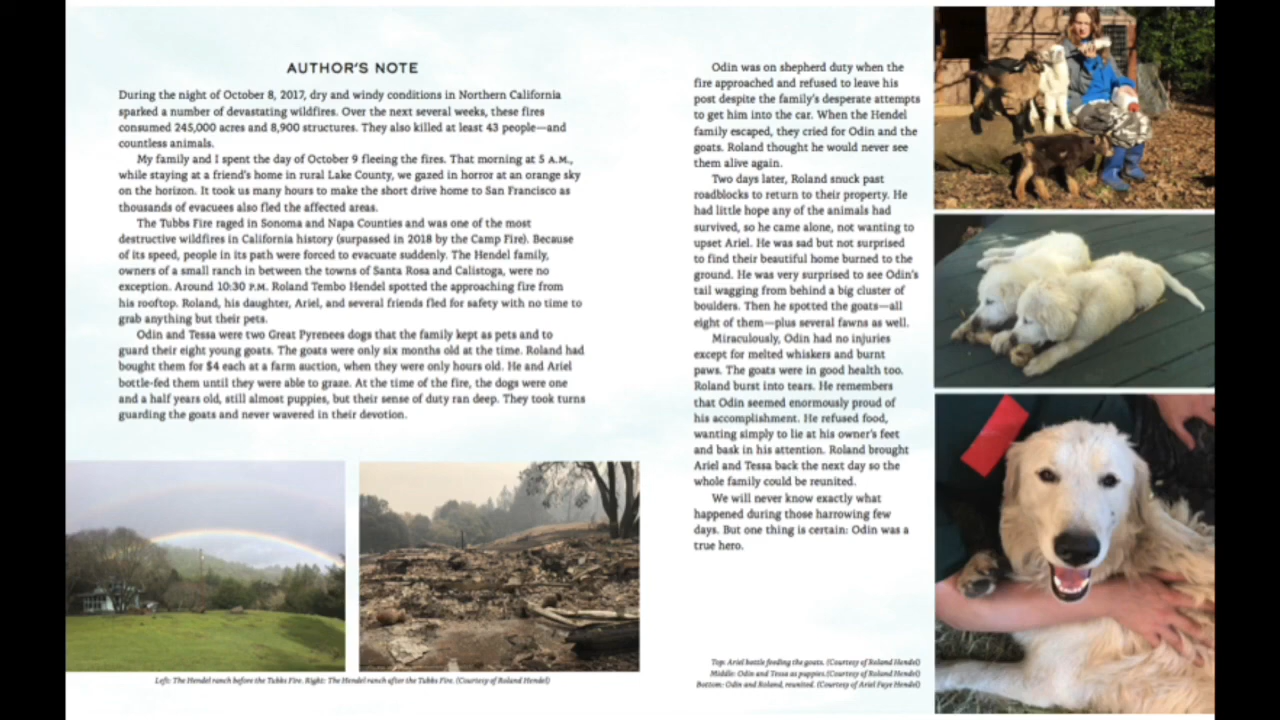 AUTHOR'S NOTE
During the night of October 8, 2017, dry and windy conditions in Northern California
sparked a number of devastating wildfires. Over the next several weeks, these fires
consumed 245,000 acres and 8,900 structures. They also killed at least 43 people—and
countless animals.
My family and I spent the day of October 9 fleeing the fires. That morning at 5 A.M.,
while staying at a friend's home in rural Lake County, we gazed in horror at an orange sky
on the horizon. It took us many hours to make the short drive home to San Francisco as
thousands of evacuees also fled the affected areas.
The Tubbs Fire raged in Sonoma and Napa Counties and was one of the most
destructive wildfires in California history (surpassed in 2018 by the Camp Fire). Because
of its speed, people in its path were forced to evacuate suddenly. The Hendel family,
owners of a small ranch in between the towns of Santa Rosa and Calistoga, were no
exception. Around 10:30 P.M. Roland Tembo Hendel spotted the approaching fire from
his rooftop. Roland, his daughter, Ariel, and several friends fled for safety with no time to
grab anything but their pets.
Odin and Tessa were two Great Pyrenees dogs that the family kept as pets and to
guard their eight young goats. The goats were only six months old at the time. Roland had
bought them for $4 each at a farm auction, when they were only hours old. He and Ariel
bottle-fed them until they were able to graze. At the time of the fire, the dogs were one
and a half years old, still almost puppies, but their sense of duty ran deep. They took turns
guarding the goats and never wavered in their devotion.
Left: The Hendel ranch before the Tubbs Fire. Right: The Hendel ranch after the Tubbs Fire. (Courtesy of Roland Hendel)
Odin was on shepherd duty when the
fire approached and refused to leave his
post despite the family's desperate attempts
to get him into the car. When the Hendel
family escaped, they cried for Odin and the
goats. Roland thought he would never see
them alive again.
Two days later, Roland snuck past
roadblocks to return to their property. He
had little hope any of the animals had
survived, so he came alone, not wanting to
upset Ariel. He was sad but not surprised
to find their beautiful home burned to the
ground. He was very surprised to see Odin's
tail wagging from behind a big cluster of
boulders. Then he spotted the goats—all
eight of them—plus several fawns as well.
Miraculously, Odin had no injuries
except for melted whiskers and burnt
paws. The goats were in good health too.
Roland burst into tears. He remembers
that Odin seemed enormously proud of
his accomplishment. He refused food,
wanting simply to lie at his owner's feet
and bask in his attention. Roland brought
Ariel and Tessa back the next day so the
whole family could be reunited.
We will never know exactly what
happened during those harrowing few
days. But one thing is certain: Odin was a
true hero.
Top: Ariel bottle feeding the goats. (Courtesy of Roland Hendel)
Middle: Odin and Tessa as puppies. (Courtesy of Roland Hendel)
Bottom: Odin and Roland, reunited. (Courtesy of Ariel Faye Hendel)